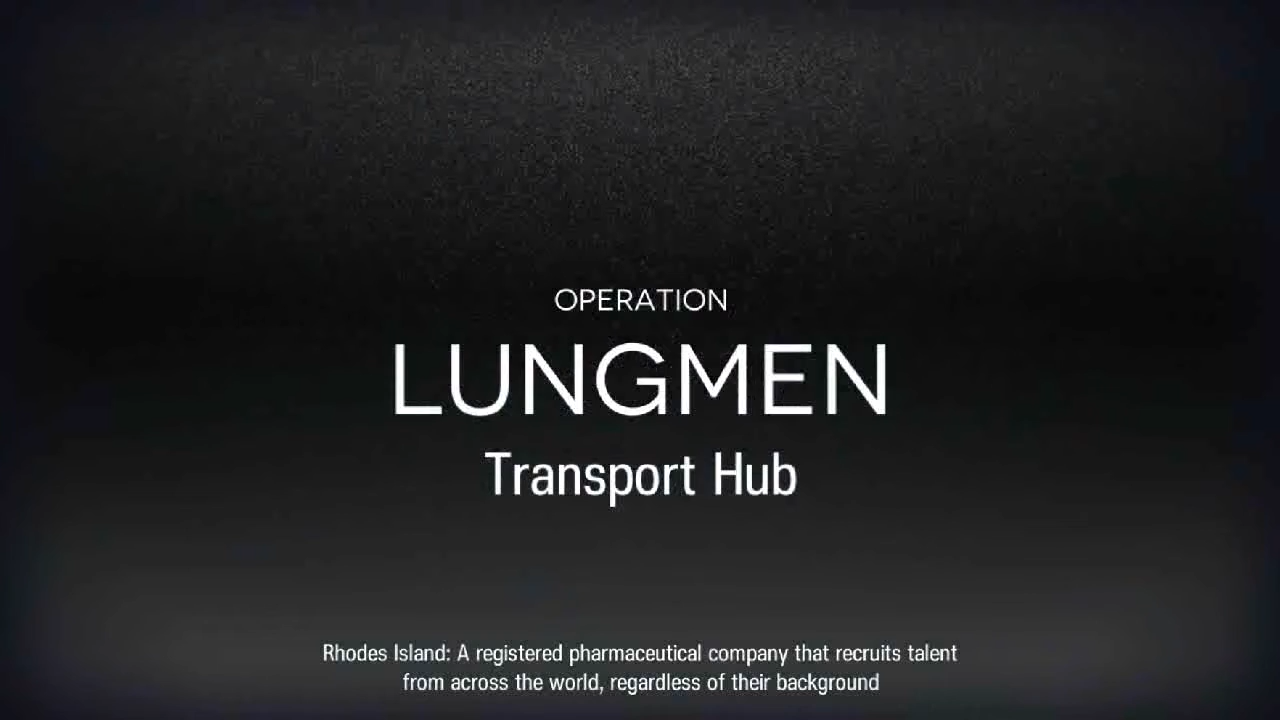 OPERATION
LUNGMEN
Transport Hub
Rhodes Island: A registered pharmaceutical company that recruits talent
from across the world, regardless of their background